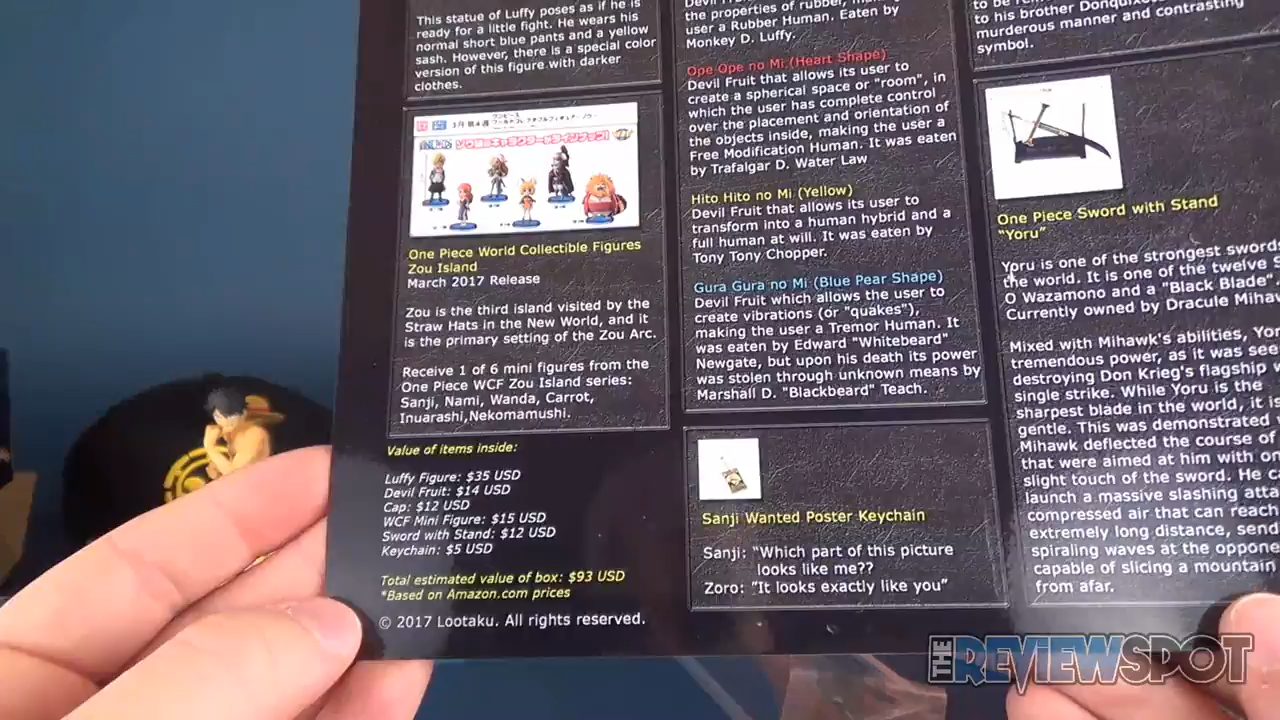 This statue of Luffy poses as if he is
ready for a little fight. He wears his
normal short blue pants and a yellow
sash. However, there is a special color
version of this figure with darker
clothes.
One Piece World Collectible Figures
Zou Island
March 2017 Release
Zou is the third island visited by the
Straw Hats in the New World, and it
is the primary setting of the Zou Arc.
Receive 1 of 6 mini figures from the
One Piece WCF Zou Island series:
Sanji, Nami, Wanda, Carrot,
Inuarashi,Nekomamushi.
Value of items inside:
Luffy Figure: $35 USD
Devil Fruit: $14 USD
Cap: $12 USD
WCF Mini Figure: $15 USD
Sword with Stand: $12 USD
Keychain: $5 USD
Total estimated value of box: $93 USD
*Based on Amazon.com prices
© 2017 Lootaku. All rights reserved.
the properties of rubber,
user a Rubber Human. Eaten by
Monkey D. Luffy.
Ope Ope no Mi (Heart Shape)
Devil Fruit that allows its user to
create a spherical space or "room", in
which the user has complete control
over the placement and orientation of
the objects inside, making the user a
Free Modification Human. It was eaten
by Trafalgar D. Water Law
Hito Hito no Mi (Yellow)
Devil Fruit that allows its user to
transform into a human hybrid and a
full human at will. It was eaten by
Tony Tony Chopper.
Gura Gura no Mi (Blue Pear Shape)
Devil Fruit which allows the user to
create vibrations (or "quakes"),
making the user a Tremor Human. It
was eaten by Edward "Whitebeard"
Newgate, but upon his death its power
was stolen through unknown means by
Marshall D. "Blackbeard" Teach.
Sanji Wanted Poster Keychain
Sanji: "Which part of this picture
looks like me??
Zoro: "It looks exactly like you"
to his brother
murderous manner and contrasting
symbol.
One Piece Sword with Stand
"Yoru"
Yoru is one of the strongest swords
the world. It is one of the twelve S
O Wazamono and a "Black Blade".
Currently owned by Dracule Mihaw
Mixed with Mihawk's abilities, Yor
tremendous power, as it was see
destroying Don Krieg's flagship w
single strike. While Yoru is the
sharpest blade in the world, it is
gentle. This was demonstrated
Mihawk deflected the course of
that were aimed at him with on
slight touch of the sword. He ca
launch a massive slashing atta
compressed air that can reach
extremely long distance, send
spiraling waves at the oppone
capable of slicing a mountain
from afar.
THE REVIEWSPOT